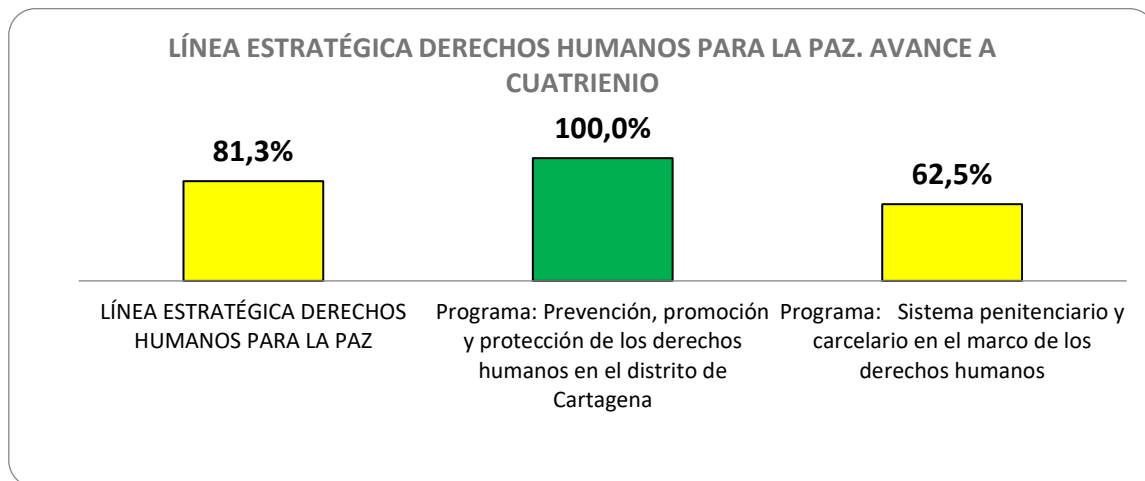 LÍNEA ESTRATÉGICA DERECHOS HUMANOS PARA LA PAZ. AVANCE A
CUATRIENIO
81,3%
100,0%
62,5%
LÍNEA ESTRATÉGICA DERECHOS
HUMANOS PARA LA PAZ
Programa: Prevención, promoción
y protección de los derechos
humanos en el distrito de
Cartagena
Programa:   Sistema penitenciario y
carcelario en el marco de los
derechos humanos